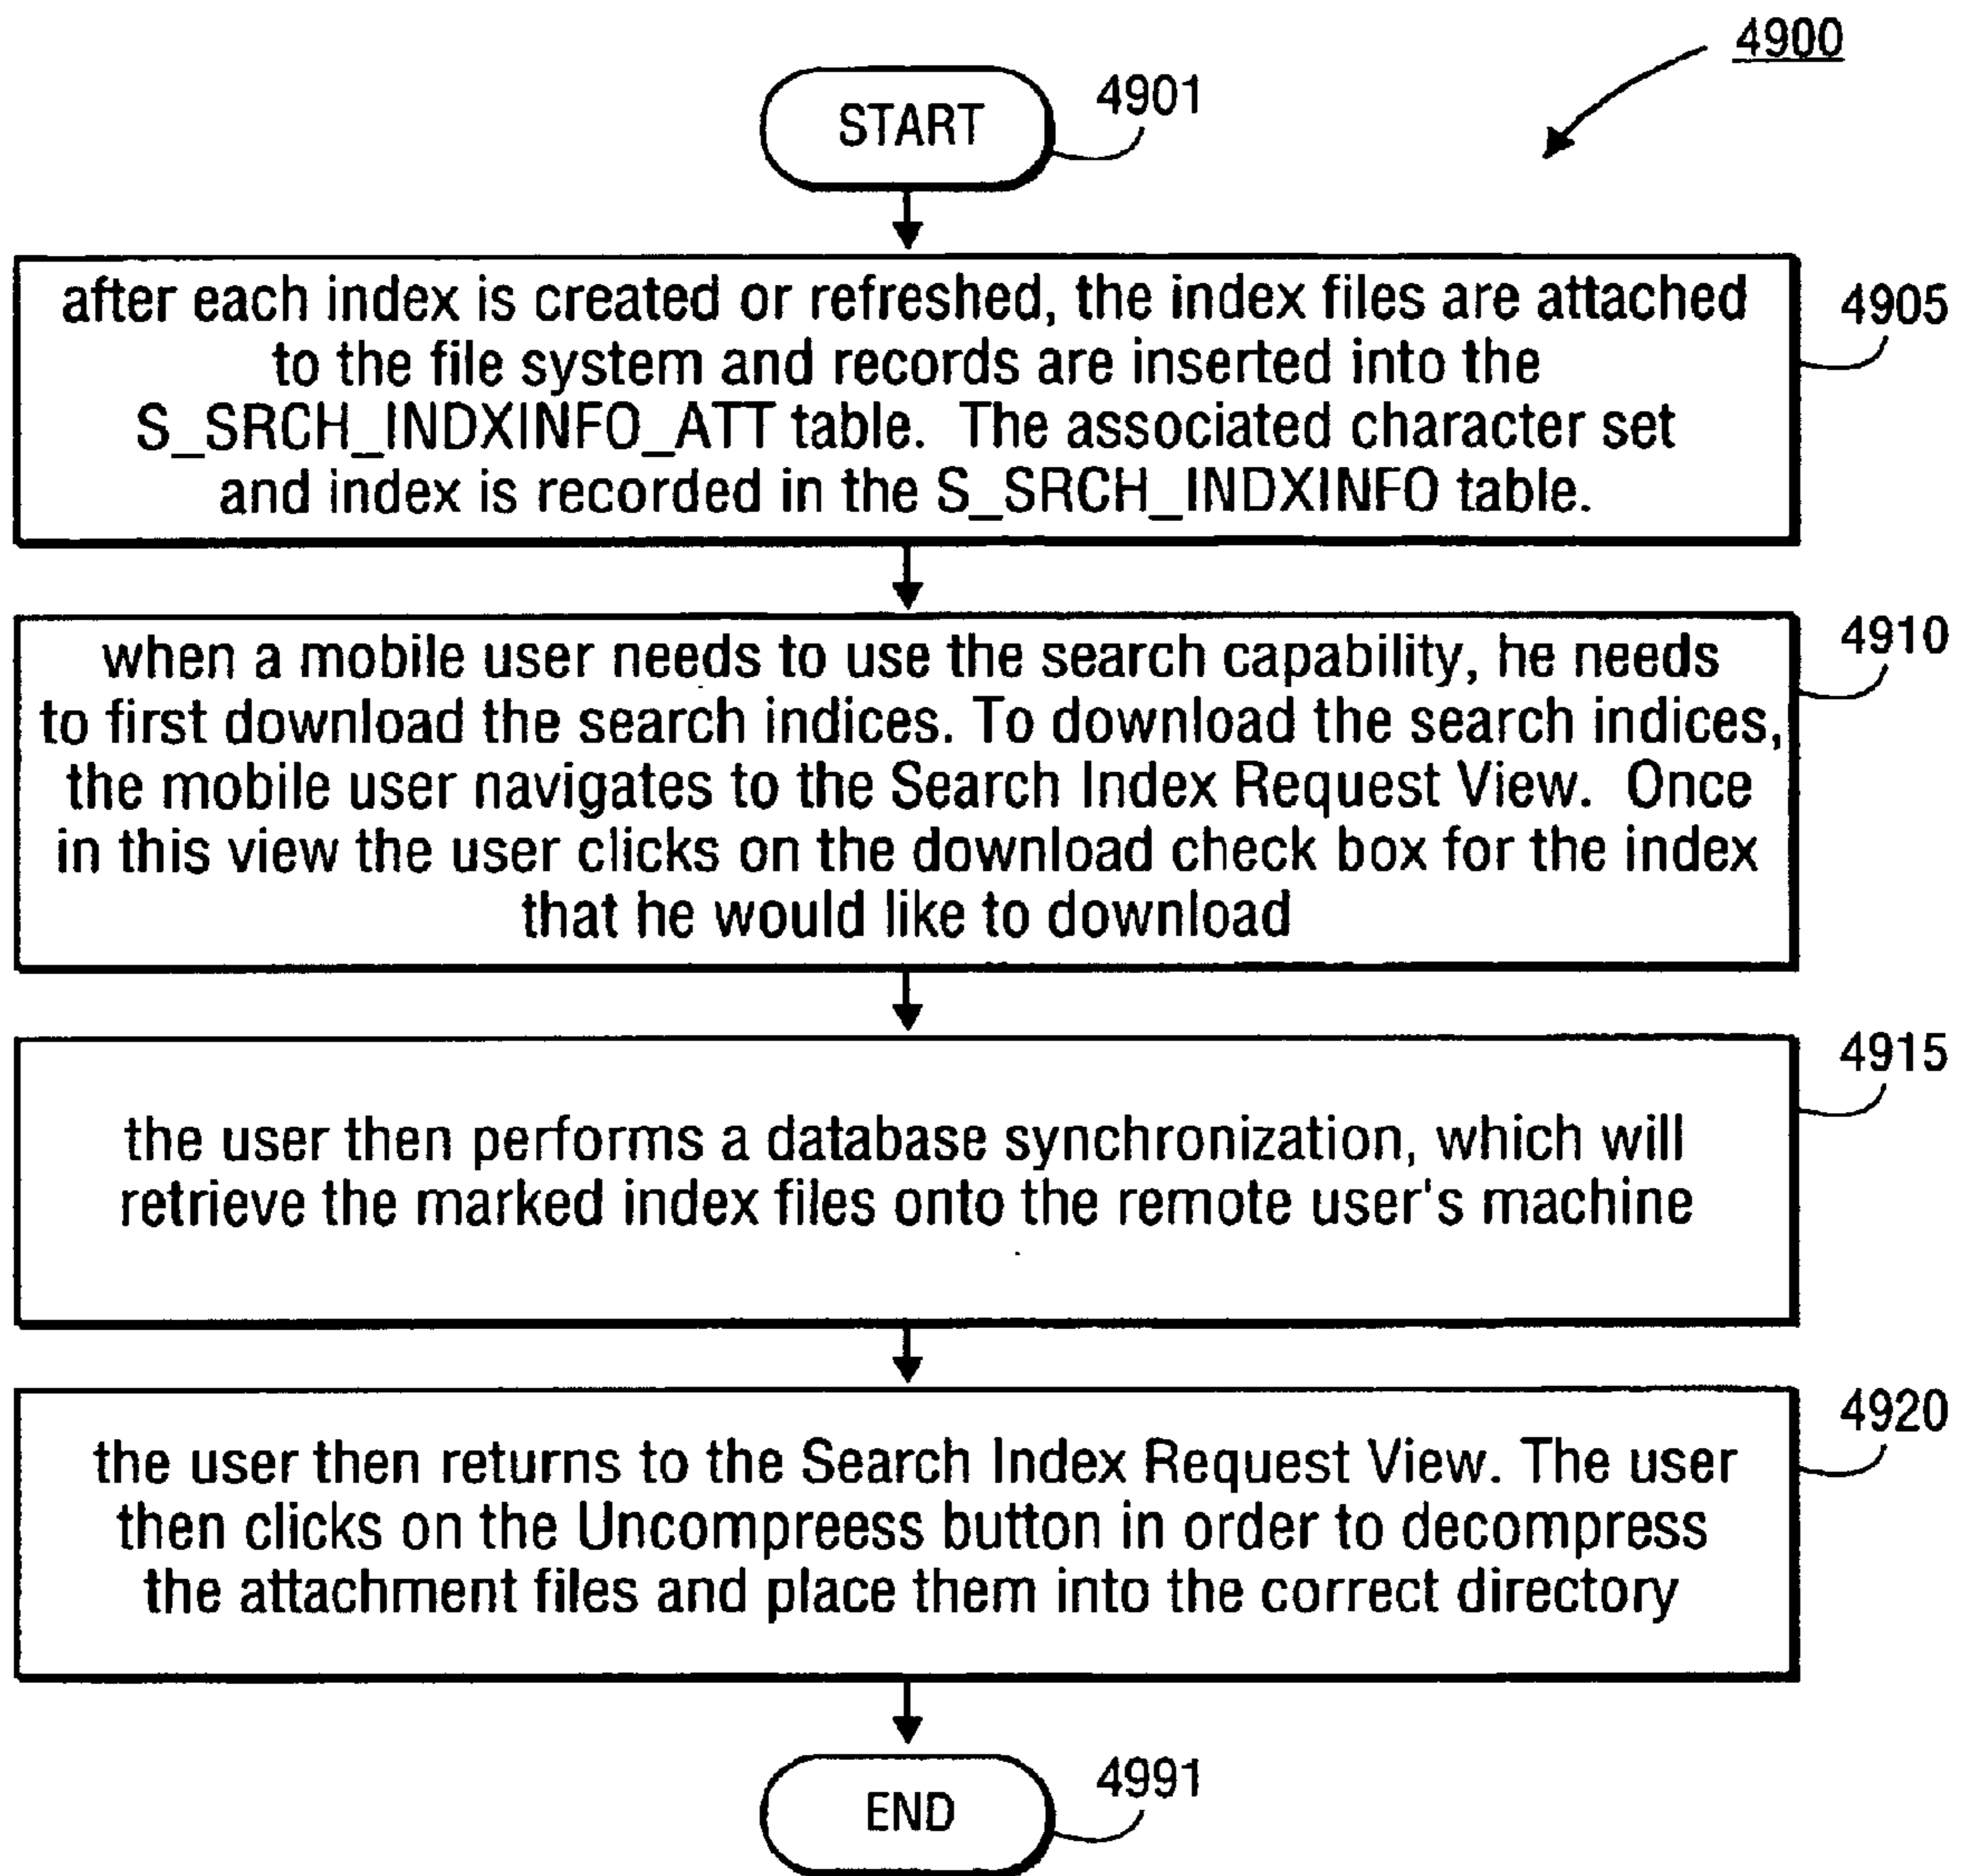 4900
START
4901
after each index is created or refreshed, the index files are attached
to the file system and records are inserted into the
S_SRCH_INDXINFO_ATT table. The associated character set
and index is recorded in the S_SRCH_INDXINFO table.
4905
when a mobile user needs to use the search capability, he needs
to first download the search indices. To download the search indices,
the mobile user navigates to the Search Index Request View. Once
in this view the user clicks on the download check box for the index
that he would like to download
4910
the user then performs a database synchronization, which will
retrieve the marked index files onto the remote user's machine
4915
the user then returns to the Search Index Request View. The user
then clicks on the Uncompreess button in order to decompress
the attachment files and place them into the correct directory
4920
END
4991